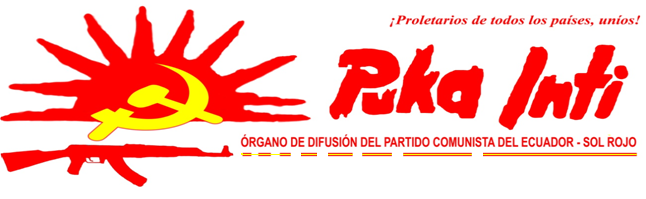 ¡Proletarios de todos los países, uníos!
Puka Inti
ÓRGANO DE DIFUSIÓN DEL PARTIDO COMUNISTA DEL ECUADOR - SOL ROJO